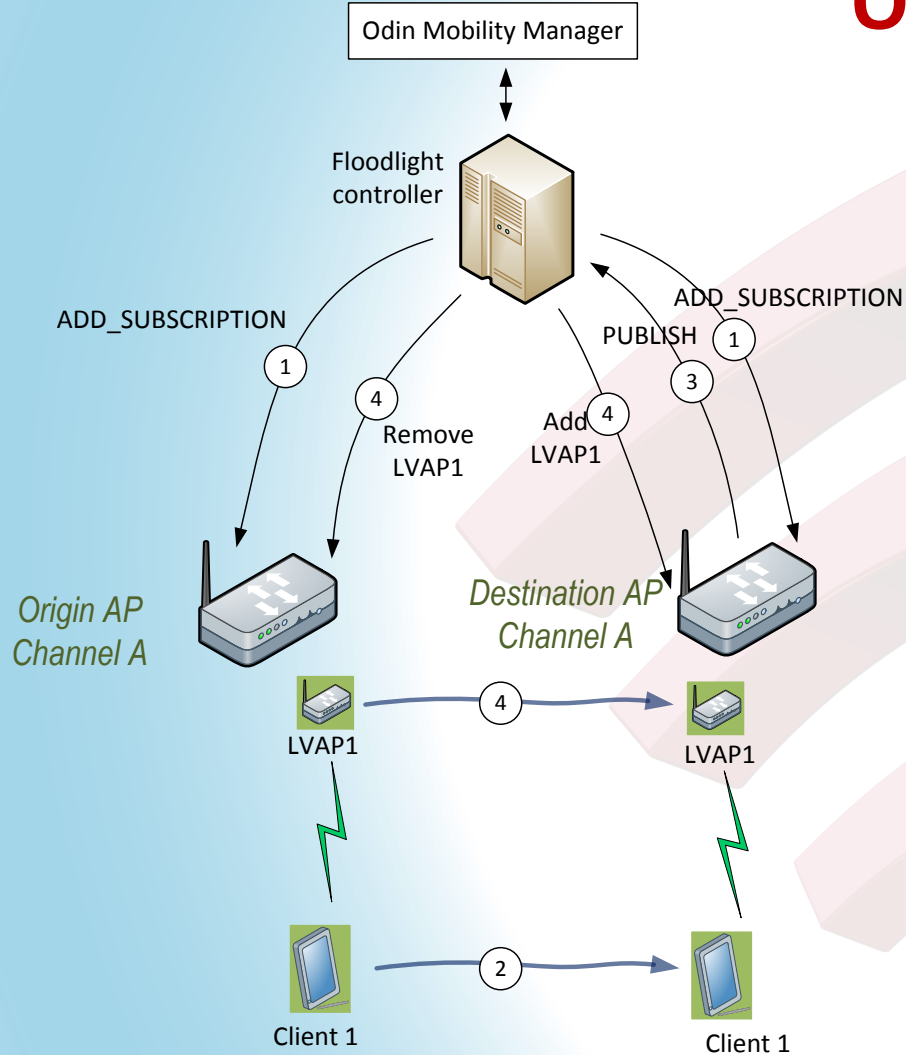 Odin Mobility Manager
Floodlight
controller
ADD_SUBSCRIPTION
1
4
Remove
LVAP1
ADD_SUBSCRIPTION
1
PUBLISH
3
Add
4
LVAP1
Origin AP
Channel A
Destination AP
Channel A
LVAP1
4
LVAP1
Client 1
2
Client 1